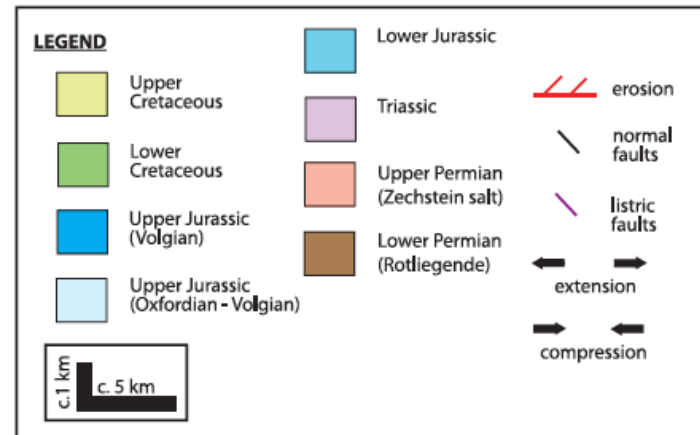 LEGEND
Upper
Cretaceous
Lower
Cretaceous
Upper Jurassic
(Volgian)
Upper Jurassic
(Oxfordian - Volgian)
c.1 km
c. 5 km
Lower Jurassic
Triassic
Upper Permian
(Zechstein salt)
Lower Permian
(Rotliegende)
erosion
normal
faults
listric
faults
extension
compression